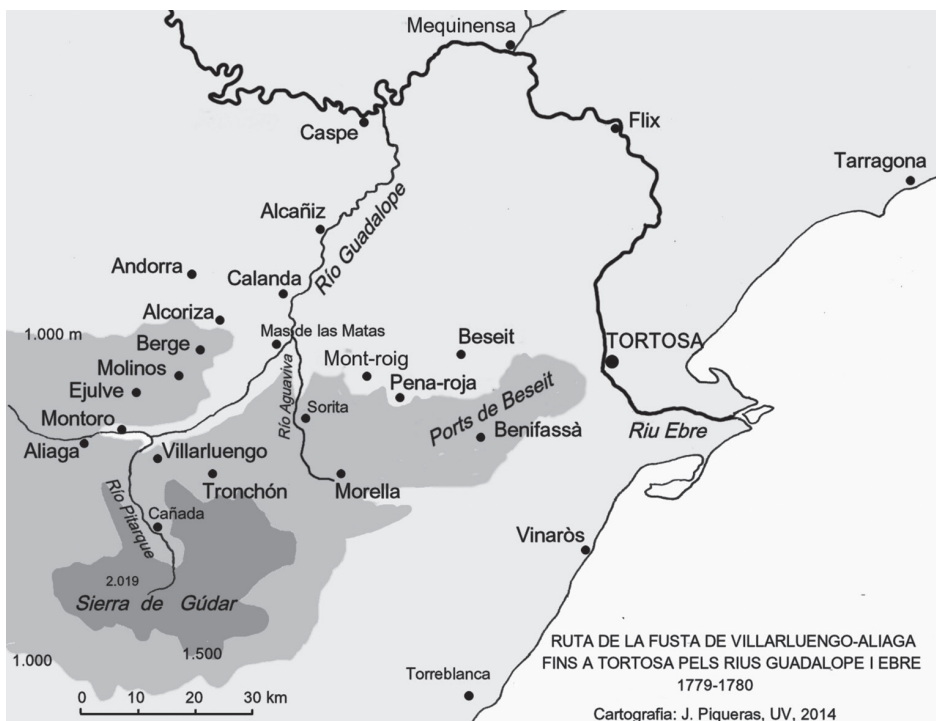 Mequinensa
Caspe
Flix
Tarragona
Alcañiz
Río Guadalope
Andorra
Calanda
Alcoriza
1.000 m
Mas de las Matas
Berge
Mont-roig
Beseit
TORTOSA
Molinos
Pena-roja
Ejulve
Río Aguaviva
Sorita
Ports de Beseit
Montoro
Benifassà
Riu Ebre
Aliaga
Villarluengo
Tronchón
Morella
Río Pitarque
Cañada
Vinaròs
2.019
Sierra de Gúdar
1.000
1.500
RUTA DE LA FUSTA DE VILLARLUENGO-ALIAGA
FINS A TORTOSA PELS RIUS GUADALOPE I EBRE
1779-1780
Torreblanca
0 10 20 30 km
Cartografia: J. Piqueras, UV, 2014